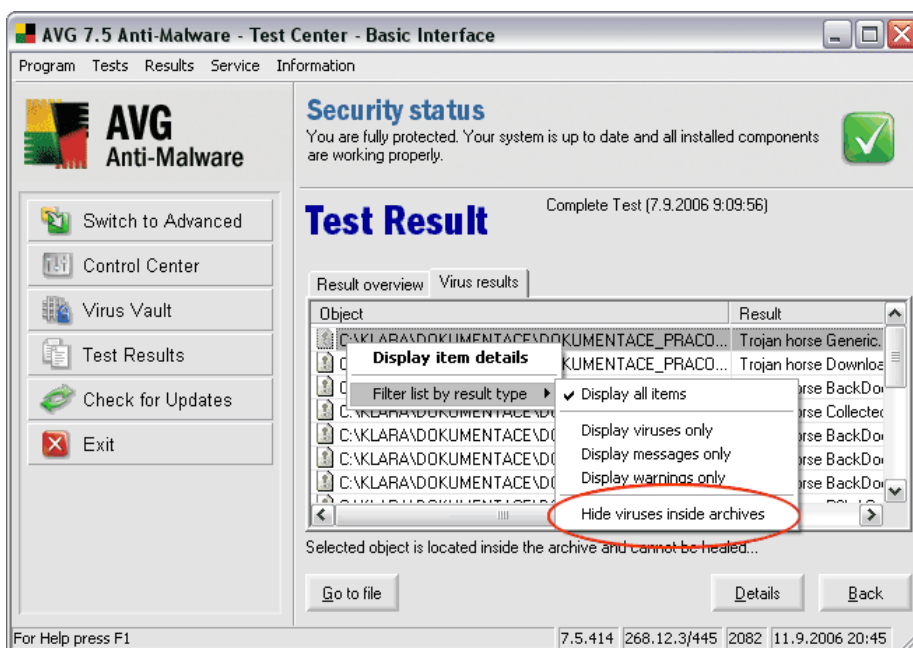 AVG 7.5 Anti-Malware - Test Center - Basic Interface
Program Tests Results Service Information
AVG
Anti-Malware
Security status
You are fully protected. Your system is up to date and all installed components
are working properly.
Switch to Advanced
Control Center
Virus Vault
Test Results
Check for Updates
Exit
Test Result
Complete Test (7.9.2006 9:09:56)
Result overview Virus results
Object Result
C:\KLARA\DOKUMENTACE\DOKUMENTACE_PRACO... Trojan horse Generic.
KUMENTACE_PRACO... Trojan horse Downloa
Display item details
Filter list by result type
Display all items
Display viruses only
Display messages only
Display warnings only
Hide viruses inside archives
orse BackDo
C:\KLARA\DOKUMENTACE\DO orse Collected
C:\KLARA\DOKUMENTACE\DO orse BackDo
C:\KLARA\DOKUMENTACE\DO orse BackDo
C:\KLARA\DOKUMENTACE\DO orse BackDo
Selected object is located inside the archive and cannot be healed...
Go to file Details Back
For Help press F1 7.5.414 268.12.3/445 2082 11.9.2006 20:45